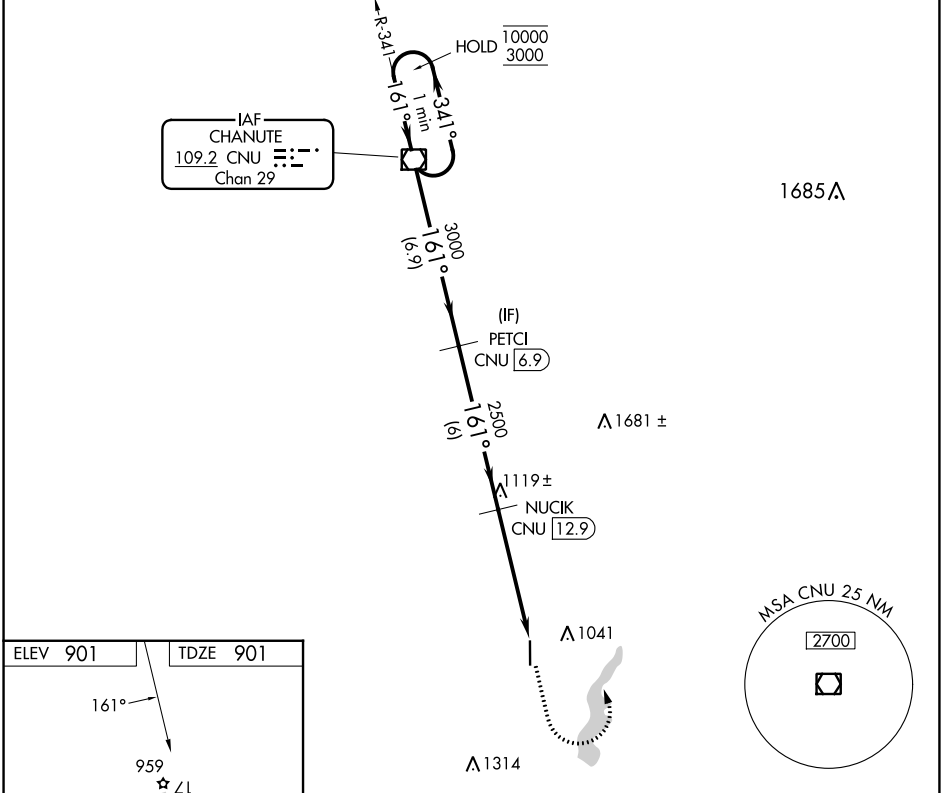 R-341
HOLD 10000
3000
161°
1 min
341°
IAF
CHANUTE
109.2 CNU
Chan 29
1685
3000
161°
(6.9)
(IF)
PETCI
CNU 6.9
2500
161°
(6)
1681 ±
1119 ±
NUCIK
CNU 12.9
1041
MSA CNU 25 NM
2700
ELEV 901
TDZE 901
161°
959
17
1314